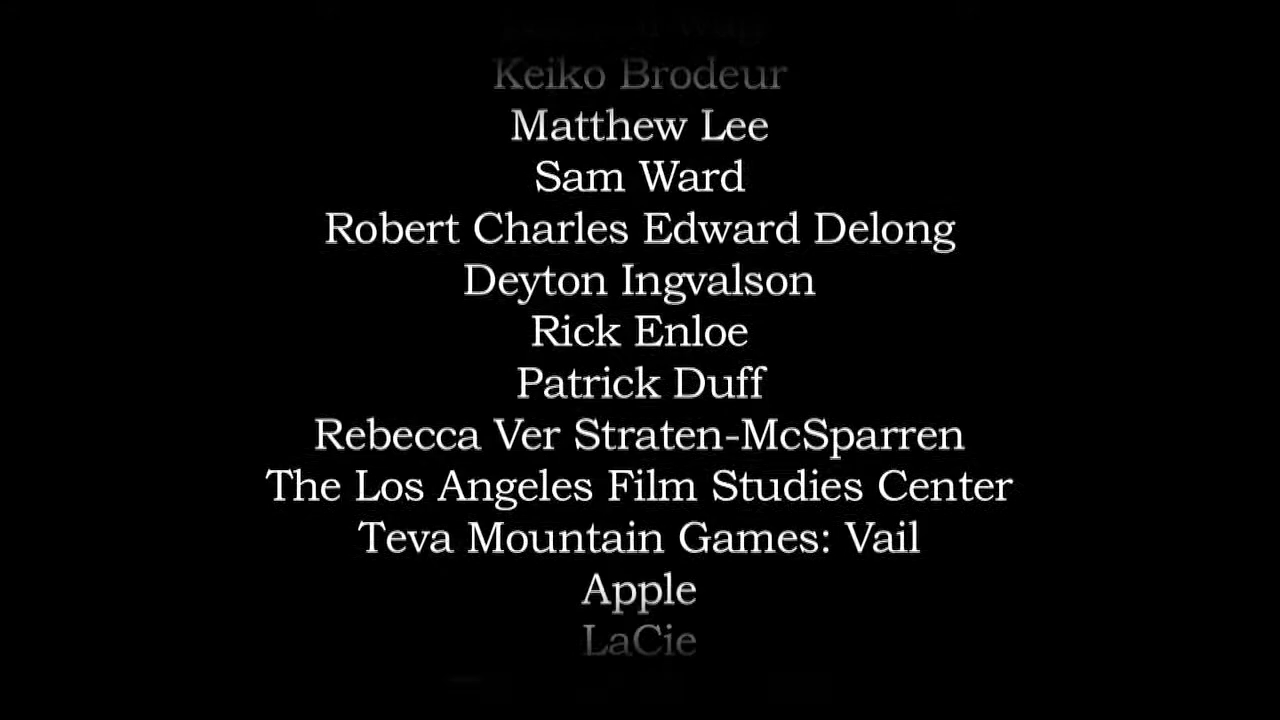 Keiko Brodeur
Matthew Lee
Sam Ward
Robert Charles Edward Delong
Deyton Ingvalson
Rick Enloe
Patrick Duff
Rebecca Ver Straten-McSparren
The Los Angeles Film Studies Center
Teva Mountain Games: Vail
Apple
LaCie